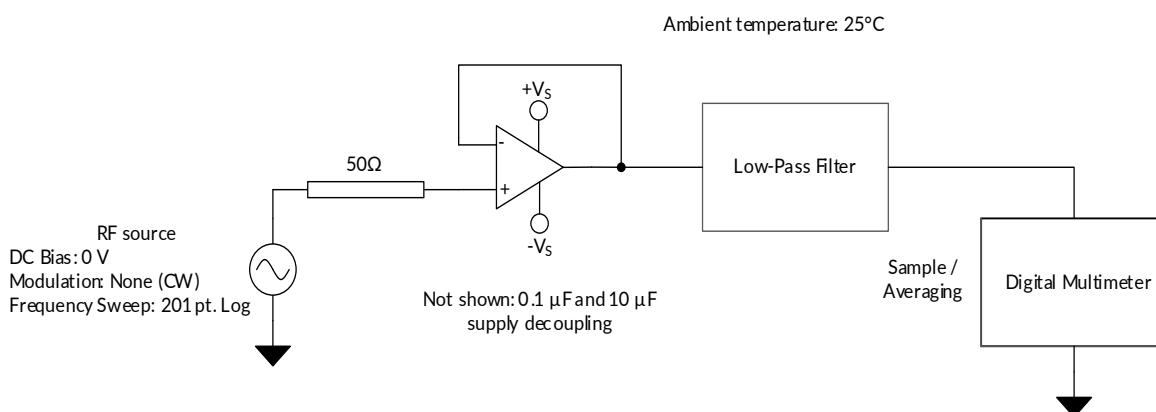 Ambient temperature: 25°C
+VS
-
+
-VS
50Ω
Low-Pass Filter
RF source
DC Bias: 0 V
Modulation: None (CW)
Frequency Sweep: 201 pt. Log
Not shown: 0.1 µF and 10 µF
supply decoupling
Sample /
Averaging
Digital Multimeter